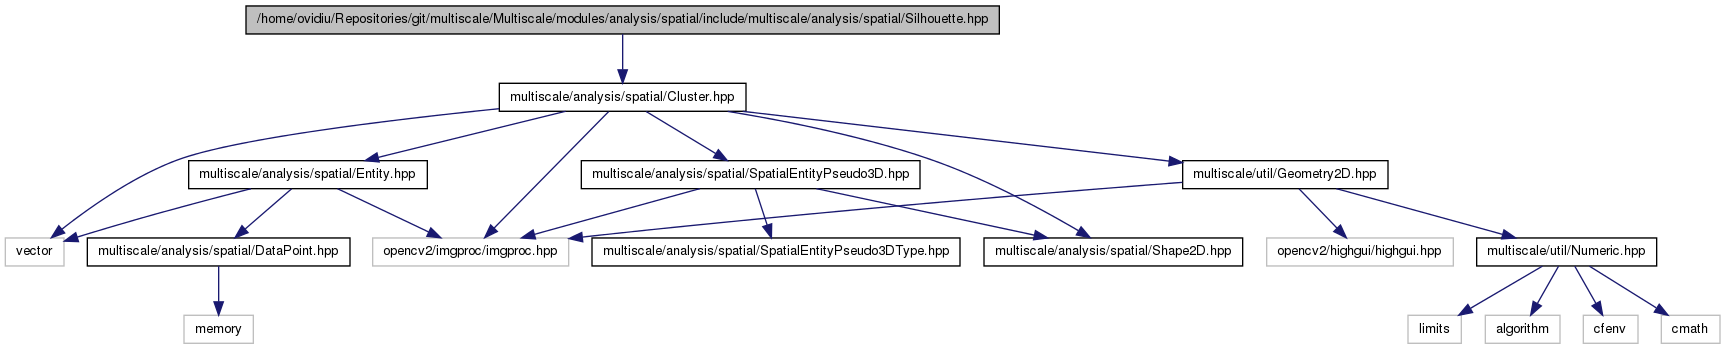 /home/ovidiu/Repositories/git/multiscale/Multiscale/modules/analysis/spatial/include/multiscale/analysis/spatial/Silhouette.hpp
multiscale/analysis/spatial/Cluster.hpp
multiscale/analysis/spatial/Entity.hpp
multiscale/analysis/spatial/SpatialEntityPseudo3D.hpp
multiscale/util/Geometry2D.hpp
vector
multiscale/analysis/spatial/DataPoint.hpp
opencv2/imgproc/imgproc.hpp
multiscale/analysis/spatial/SpatialEntityPseudo3DType.hpp
multiscale/analysis/spatial/Shape2D.hpp
opencv2/highgui/highgui.hpp
multiscale/util/Numeric.hpp
memory
limits
algorithm
cfenv
cmath